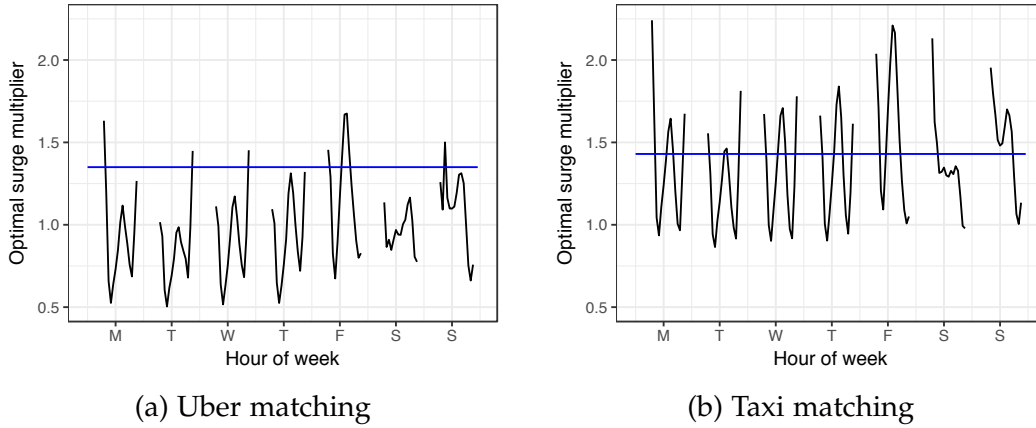 Optimal surge multiplier
2.0
1.5
1.0
0.5
M T W T F S S
Hour of week
(a) Uber matching
Optimal surge multiplier
2.0
1.5
1.0
0.5
M T W T F S S
Hour of week
(b) Taxi matching